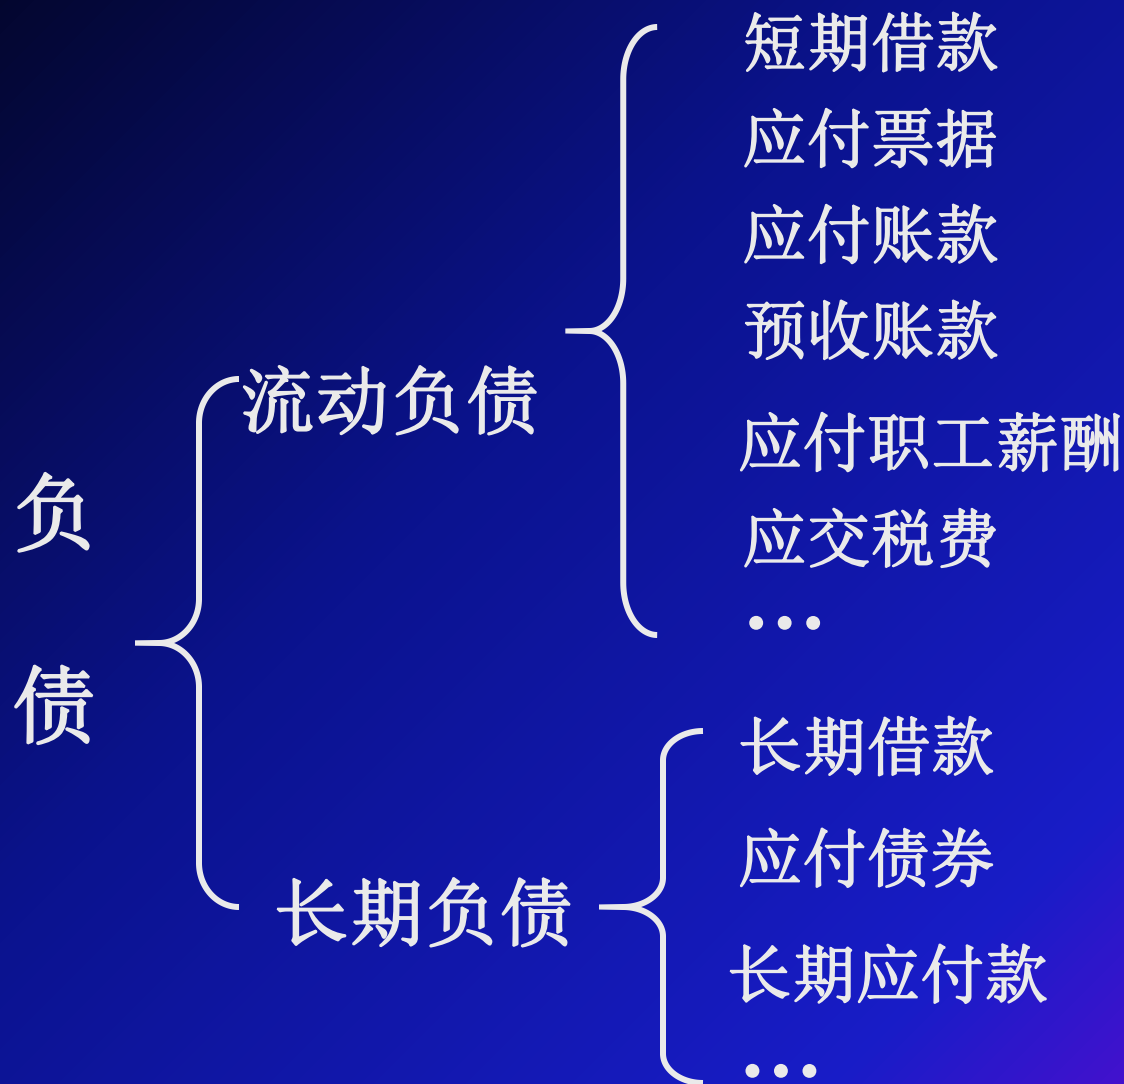 负债
流动负债
短期借款
应付票据
应付账款
预收账款
应付职工薪酬
应交税费
…
长期负债
长期借款
应付债券
长期应付款
…